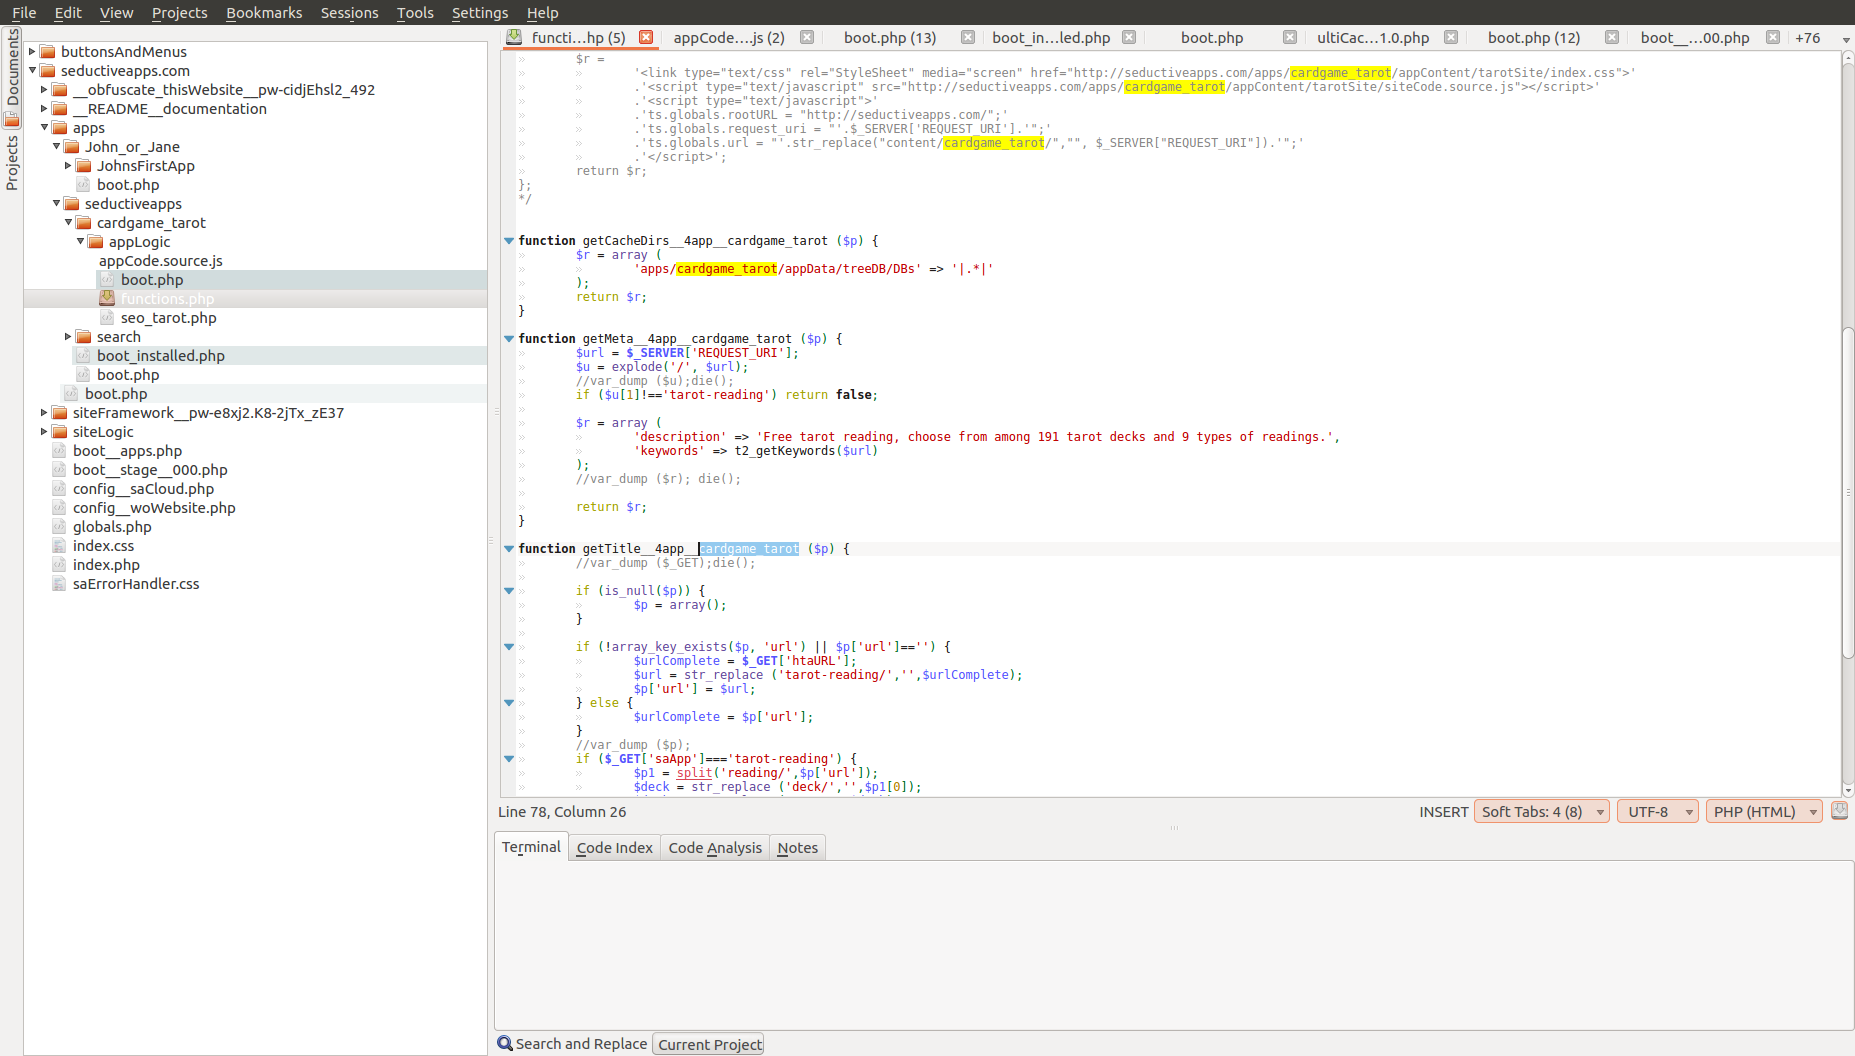 File Edit View Projects Bookmarks Sessions Tools Settings Help
Documents
Projects
buttonsAndMenus
seductiveapps.com
__obfuscate_thisWebsite__pw-cidjEhsl2_492
__README__documentation
apps
John_or_Jane
JohnsFirstApp
boot.php
seductiveapps
cardgame_tarot
appLogic
appCode.source.js
boot.php
functions.php
seo_tarot.php
search
boot_installed.php
boot.php
boot.php
siteFramework__pw-e8xj2.K8-2jTx_zE37
siteLogic
boot__apps.php
boot__stage__000.php
config__saCloud.php
config__woWebsite.php
globals.php
index.css
index.php
saErrorHandler.css
functi...hp (5) appCode....js (2) boot.php (13) boot_in...led.php boot.php ultiCac...1.0.php boot.php (12) boot__...00.php +76
$r =
'<link type="text/css" rel="StyleSheet" media="screen" href="http://seductiveapps.com/apps/cardgame_tarot/appContent/tarotSite/index.css">'
.'<script type="text/javascript" src="http://seductiveapps.com/apps/cardgame_tarot/appContent/tarotSite/siteCode.source.js"></script>'
.'<script type="text/javascript">'
.'ts.globals.rootURL = "http://seductiveapps.com/";'
.'ts.globals.request_uri = "'.$_SERVER['REQUEST_URI'].'";'
.'ts.globals.url = "'.str_replace("content/cardgame_tarot/","", $_SERVER["REQUEST_URI"]).'";'
.'</script>';
return $r;
};
*/
function getCacheDirs__4app__cardgame_tarot ($p) {
$r = array (
'apps/cardgame_tarot/appData/treeDB/DBs' => '|.*|'
);
return $r;
}
function getMeta__4app__cardgame_tarot ($p) {
$url = $_SERVER['REQUEST_URI'];
$u = explode('/', $url);
//var_dump ($u);die();
if ($u[1]!=='tarot-reading') return false;
$r = array (
'description' => 'Free tarot reading, choose from among 191 tarot decks and 9 types of readings.',
'keywords' => t2_getKeywords($url)
);
//var_dump ($r); die();
return $r;
}
function getTitle__4app__cardgame_tarot ($p) {
//var_dump ($_GET);die();
if (is_null($p)) {
$p = array();
}
if (!array_key_exists($p, 'url') || $p['url']=='') {
$urlComplete = $_GET['htaURL'];
$url = str_replace ('tarot-reading/','',$urlComplete);
$p['url'] = $url;
} else {
$urlComplete = $p['url'];
}
//var_dump ($p);
if ($_GET['saApp']==='tarot-reading') {
$p1 = split('reading/',$p['url']);
$deck = str_replace ('deck/','',$p1[0]);
Line 78, Column 26 INSERT Soft Tabs: 4 (8) UTF-8 PHP (HTML)
Terminal Code Index Code Analysis Notes
Search and Replace Current Project